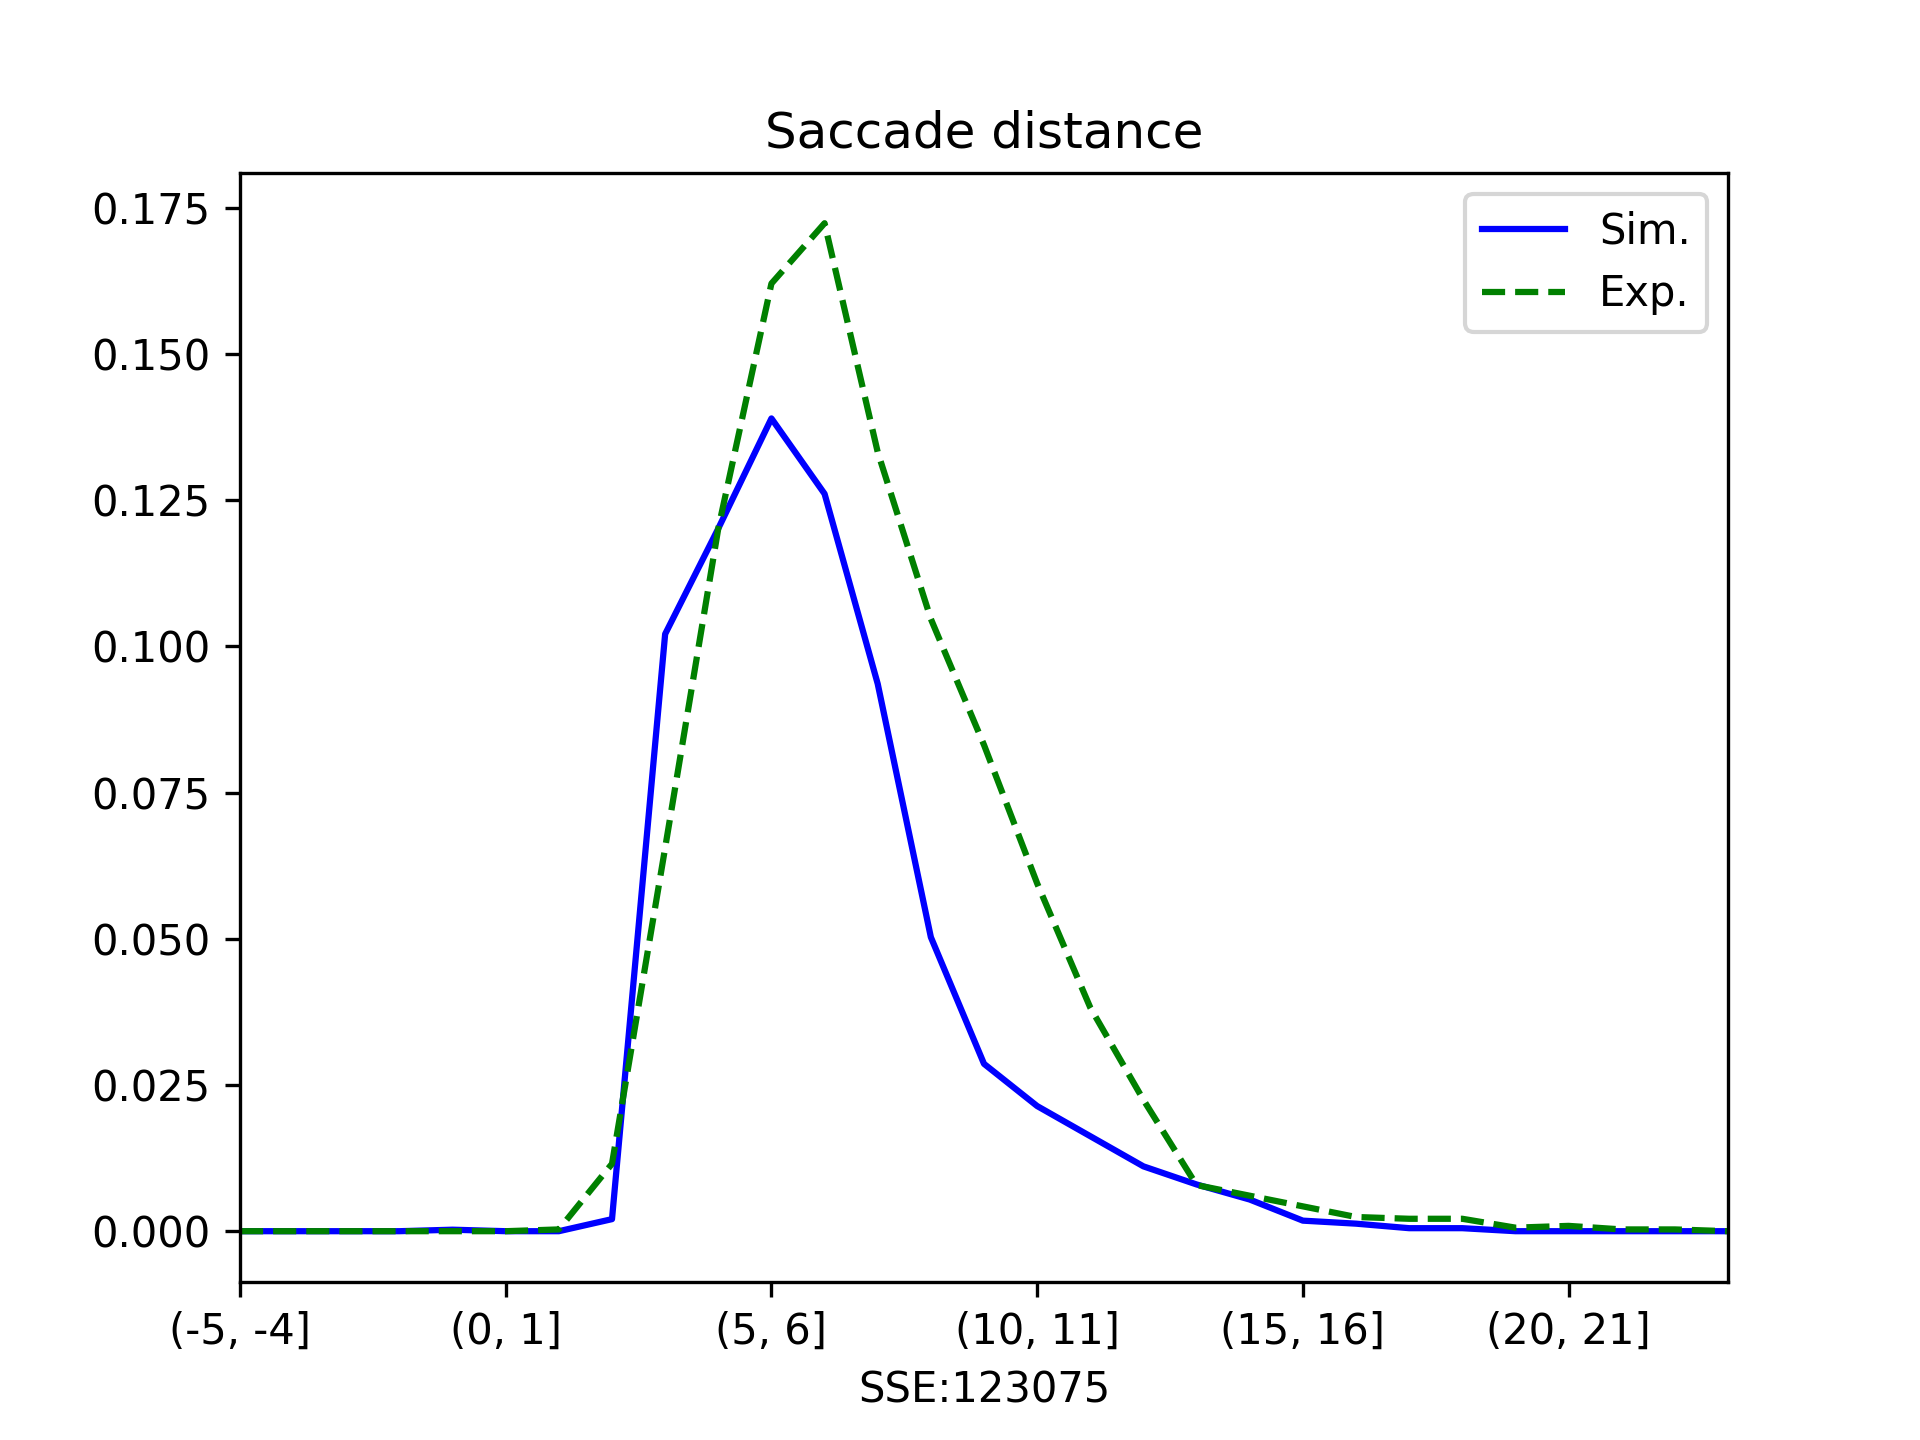 Saccade distance
0.175
0.150
0.125
0.100
0.075
0.050
0.025
0.000
Sim.
Exp.
(-5, -4] (0, 1] (5, 6] (10, 11] (15, 16] (20, 21]
SSE:123075